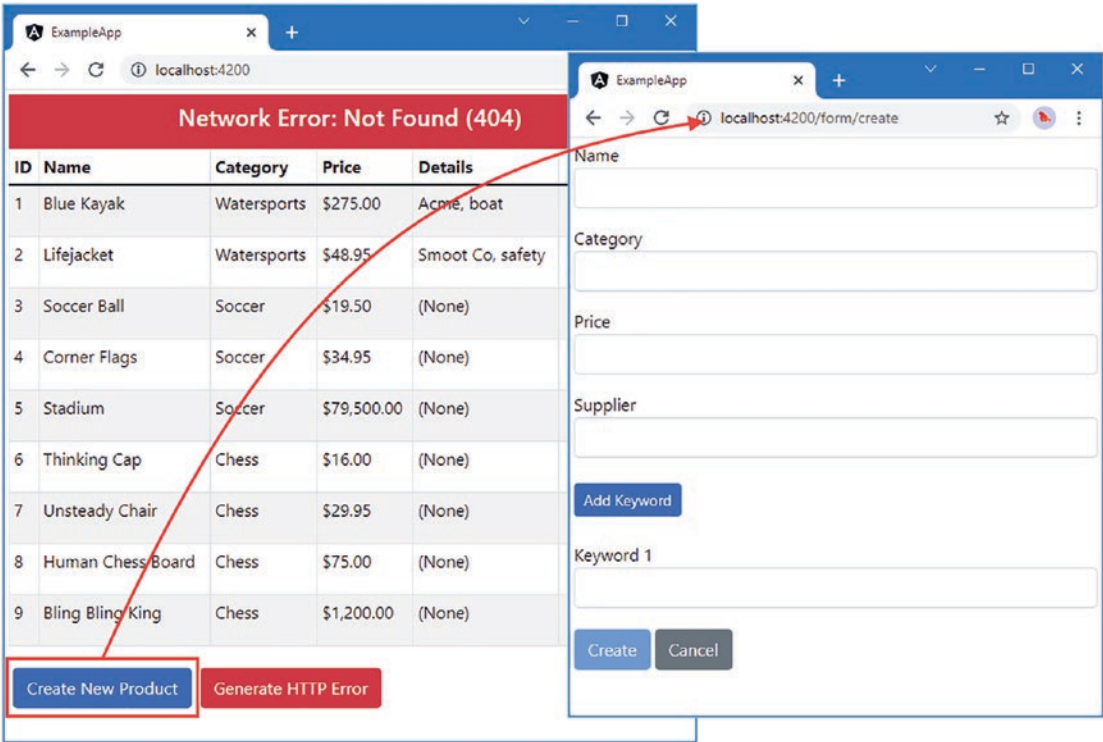 ExampleApp
localhost:4200
Network Error: Not Found (404)
ID Name Category Price Details
1 Blue Kayak Watersports $275.00 Acme, boat
2 Lifejacket Watersports $48.95 Smoot Co, safety
3 Soccer Ball Soccer $19.50 (None)
4 Corner Flags Soccer $34.95 (None)
5 Stadium Soccer $79,500.00 (None)
6 Thinking Cap Chess $16.00 (None)
7 Unsteady Chair Chess $29.95 (None)
8 Human Chess Board Chess $75.00 (None)
9 Bling Bling King Chess $1,200.00 (None)
Create New Product Generate HTTP Error
ExampleApp
localhost:4200/form/create
Name
Category
Price
Supplier
Add Keyword
Keyword 1
Create Cancel